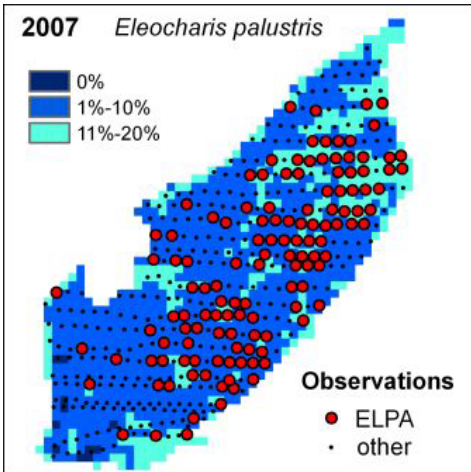 2007 Eleocharis palustris
0%
1%-10%
11%-20%
Observations
ELPA
other